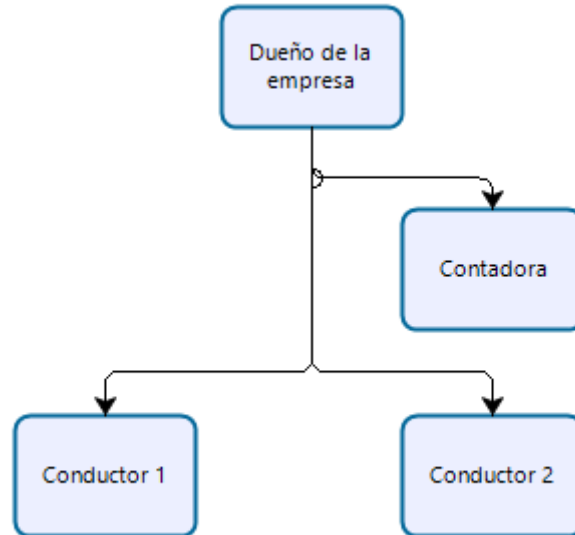 Dueño de la
empresa
Contadora
Conductor 1
Conductor 2